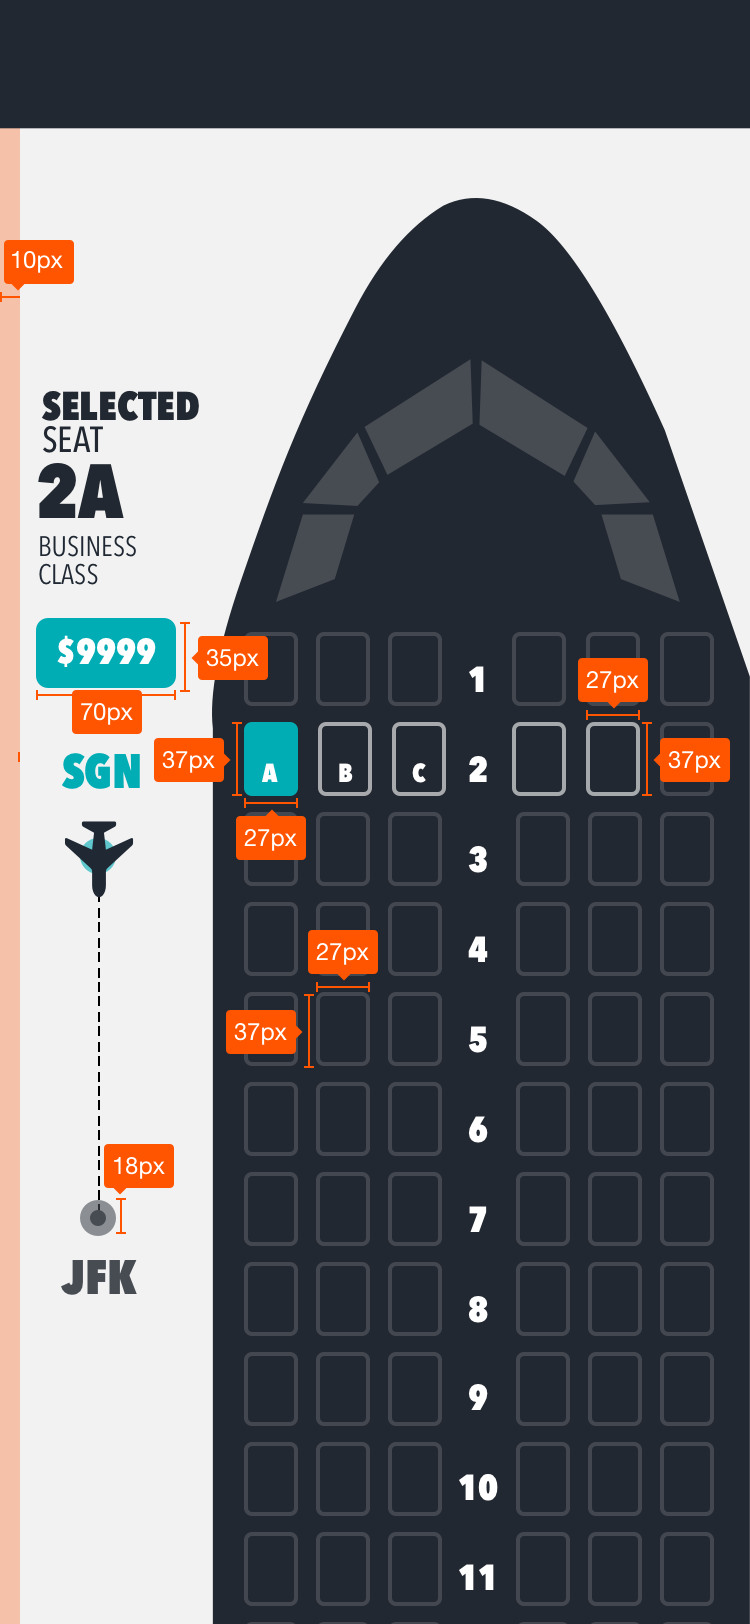 10px
SELECTED
SEAT
2A
BUSINESS
CLASS
$9999
35px
70px
1
27px
SGN
37px
A
B
C
2
37px
27px
3
27px
4
37px
5
6
18px
7
JFK
8
9
10
11